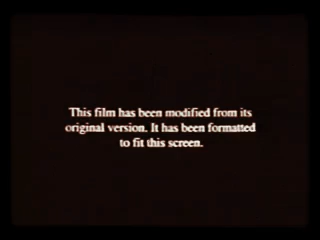 This film has been modified from its
original version. It has been formatted
to fit this screen.